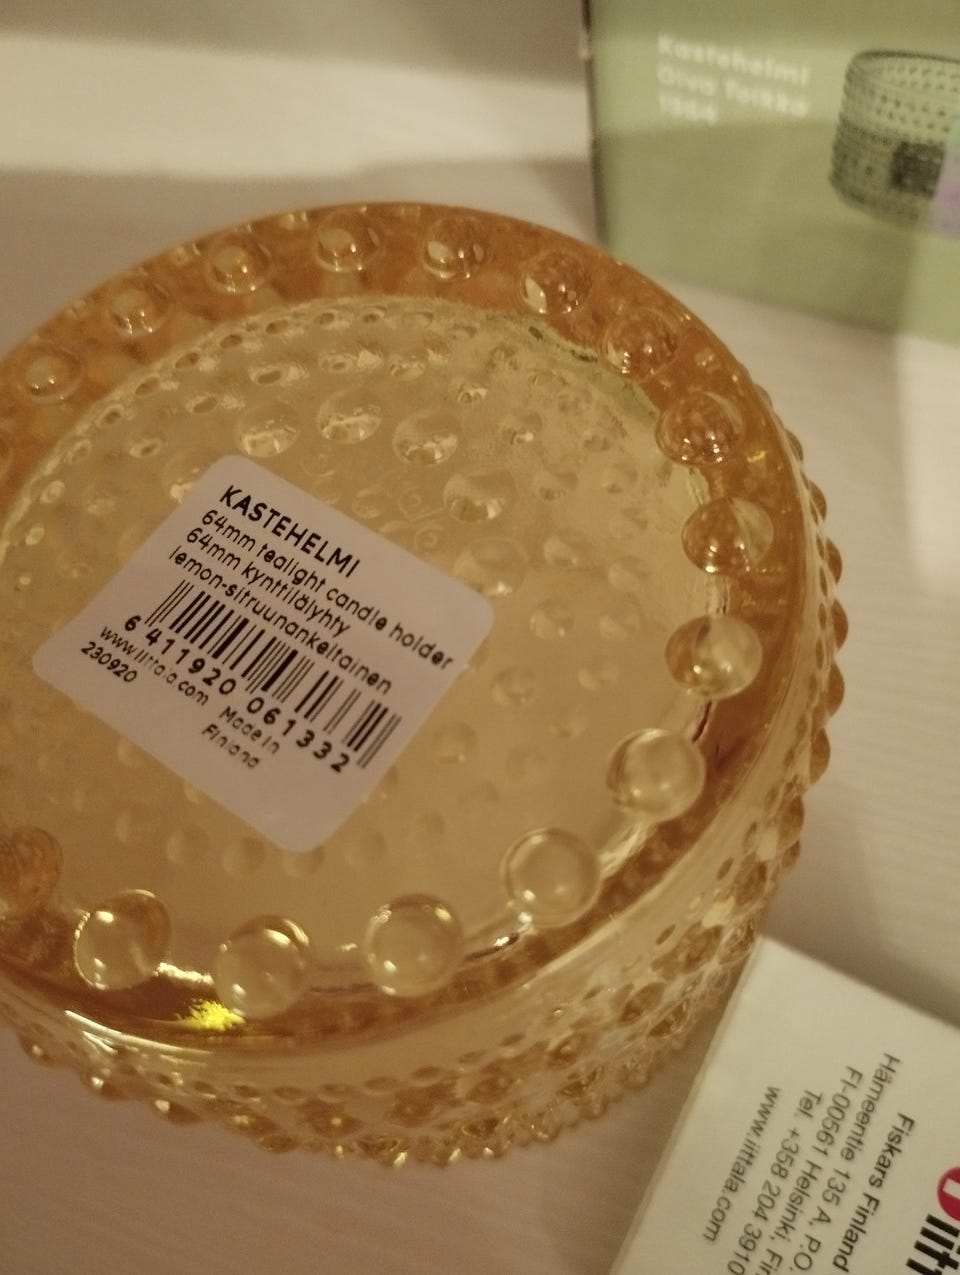 Kastehelmi
Oiva Toikka
1964
KASTEHELMI
64mm tealight candle holder
64mm kynttilälyhty
lemon-sitruunankeltainen
6 411920 061332
www.iittala.com
230920
Made in
Finland
Fiskars Finland
Hämeentie 135 A, P.O.
FI-00561 Helsinki,
Tel. +358 204 3910
www.iittala.com